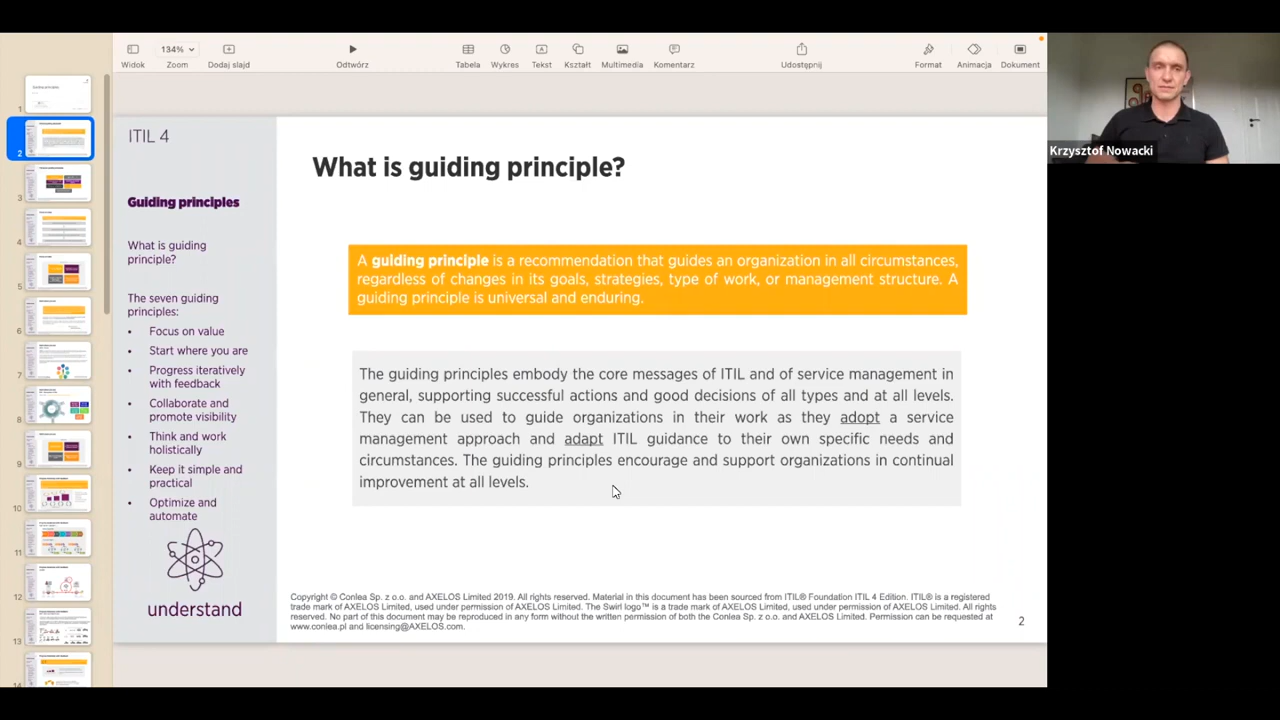 134%
Widok
Zoom
Dodaj slajd
Odtwórz
Tabela
Wykres
Tekst
Kształt
Multimedia
Komentarz
Udostępnij
Format
Animacja
Dokument
Krzysztof Nowacki
1
2
3
4
5
6
7
8
9
10
11
12
13
ITIL 4
Guiding principles
What is guiding
principle?
The seven guiding
principles:
• Focus on value
• Start where you are
• Progress iteratively
with feedback
• Collaborate and
promote visibility
• Think and work
holistically
• Keep it simple and
practical
• Optimize and
automate
understand
What is guiding principle?
A guiding principle is a recommendation that guides an organization in all circumstances,
regardless of changes in its goals, strategies, type of work, or management structure. A
guiding principle is universal and enduring.
The guiding principles embody the core messages of ITIL and of service management in
general, supporting successful actions and good decisions of all types and at all levels.
They can be used to guide organizations in their work as they adopt a service
management approach and adapt ITIL guidance to their own specific needs and
circumstances. The guiding principles encourage and support organizations in continual
improvement at all levels.
Copyright © Conlea Sp. z o.o. and AXELOS Limited 2019. All rights reserved. Material in this document has been sourced from ITIL® Foundation ITIL 4 Edition. ITIL® is a registered
trade mark of AXELOS Limited, used under permission of AXELOS Limited. The Swirl logo™ is a trade mark of AXELOS Limited, used under permission of AXELOS Limited. All rights
reserved. No part of this document may be reproduced in any form without the written permission of both the Conlea Sp. z o.o. and AXELOS Limited. Permission can be requested at
www.conlea.pl and licensing@AXELOS.com.
2